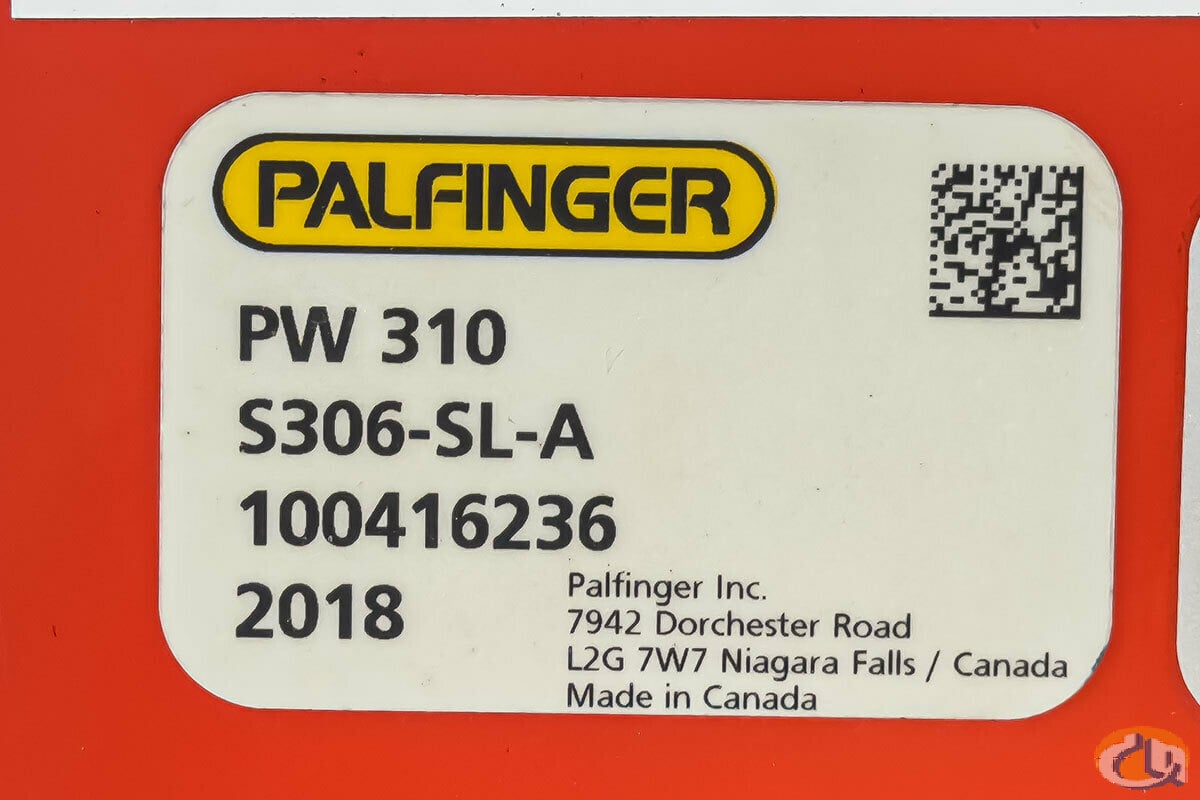 PALFINGER
PW 310
S306-SL-A
100416236
2018
Palfinger Inc.
7942 Dorchester Road
L2G 7W7 Niagara Falls / Canada
Made in Canada